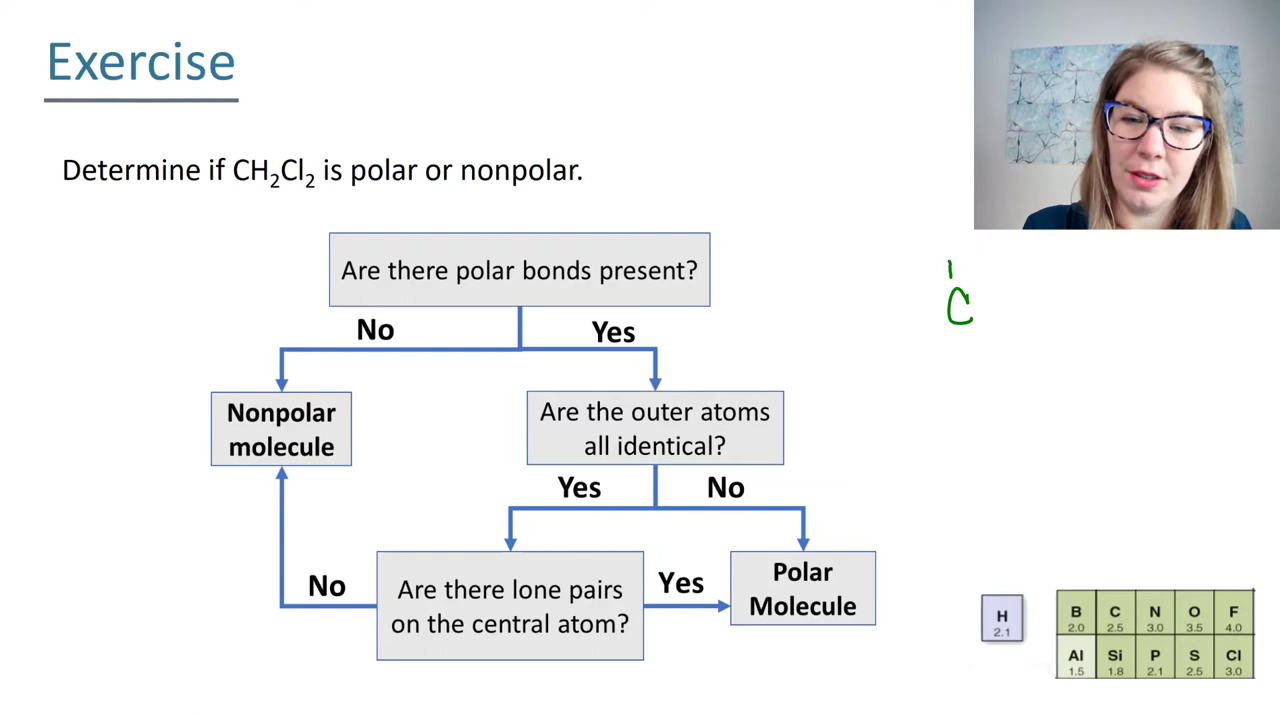 Exercise
Determine if CH₂Cl₂ is polar or nonpolar.
Are there polar bonds present?
No
Yes
Nonpolar
molecule
Are the outer atoms
all identical?
Yes
No
Are there lone pairs
on the central atom?
No
Yes
Polar
Molecule
C
H
2.1
B C N O F
2.0 2.5 3.0 3.5 4.0
Al Si P S Cl
1.5 1.8 2.1 2.5 3.0